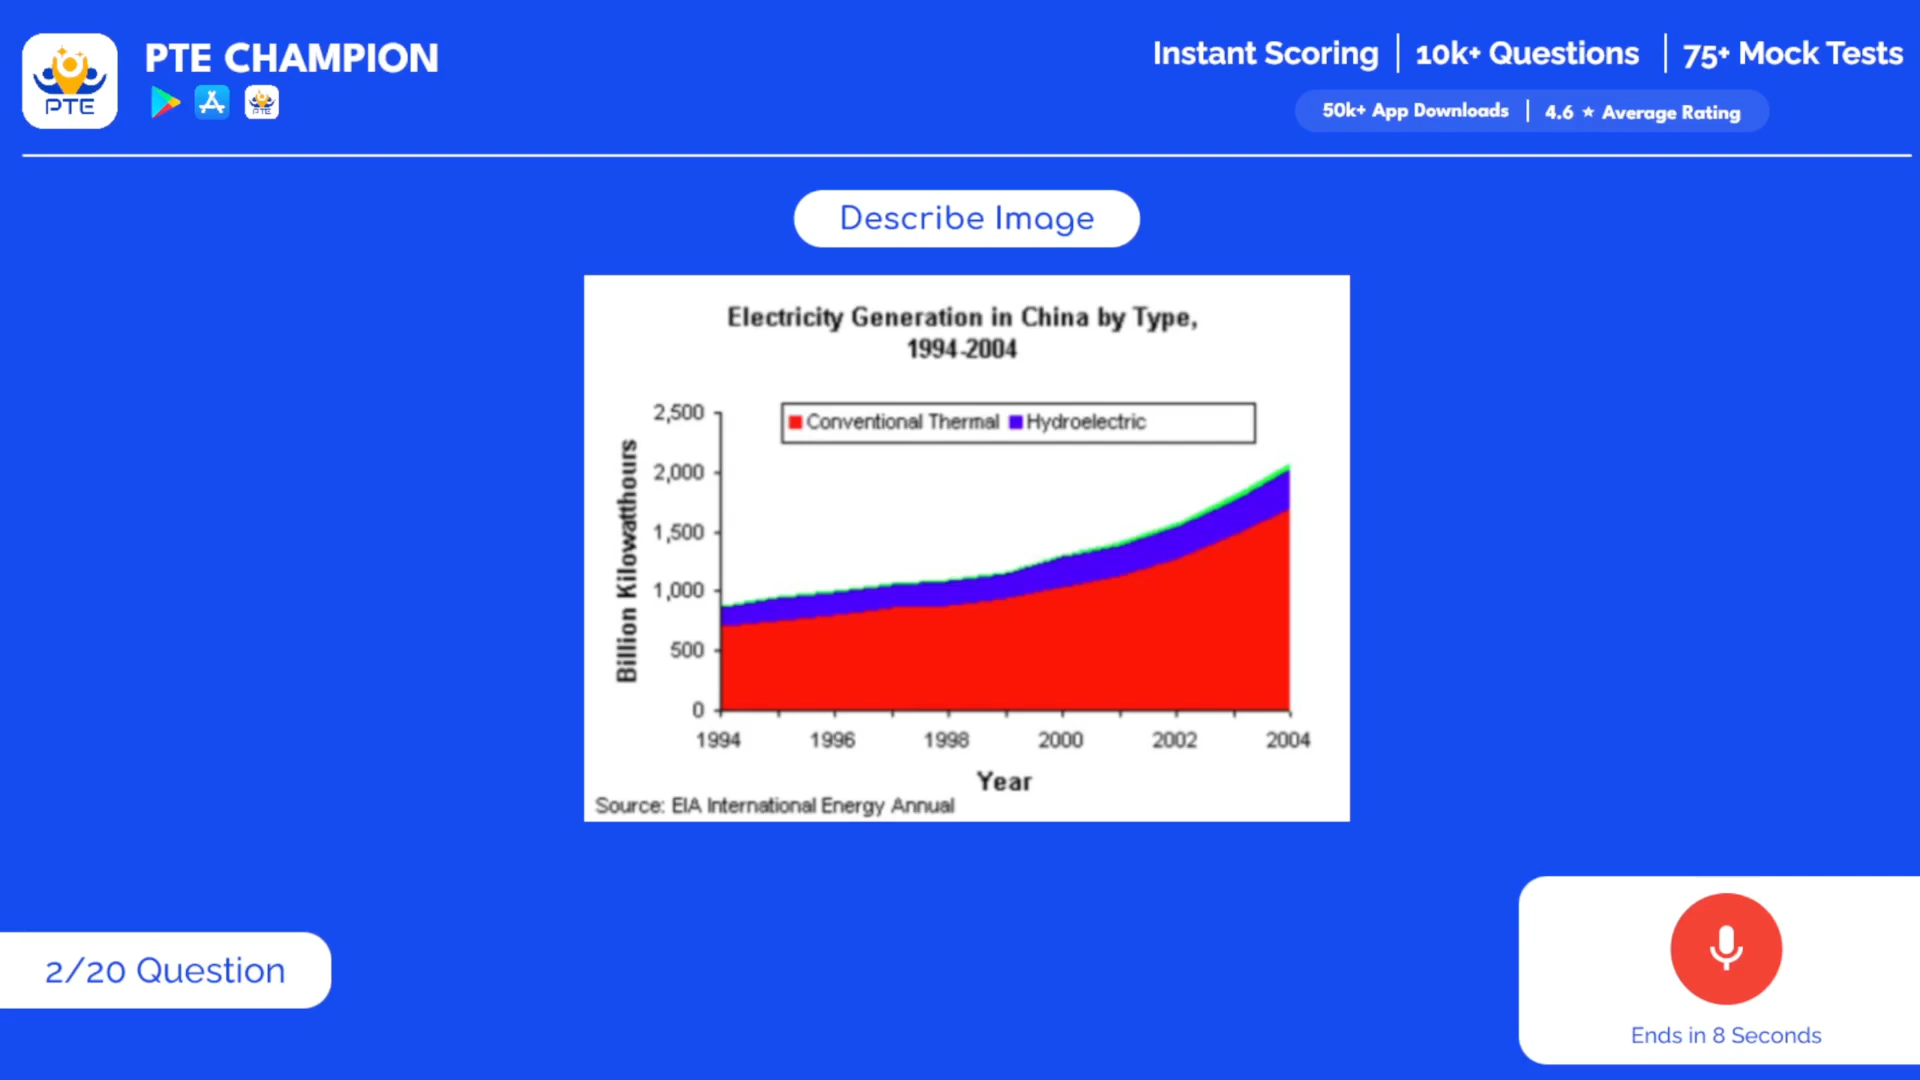 PTE CHAMPION
PTE
PTE
Instant Scoring | 10k+ Questions | 75+ Mock Tests
50k+ App Downloads | 4.6 ★ Average Rating
Describe Image
Electricity Generation in China by Type,
1994-2004
Conventional Thermal Hydroelectric
Billion Kilowatthours
2,500
2,000
1,500
1,000
500
0
1994 1996 1998 2000 2002 2004
Year
Source: EIA International Energy Annual
2/20 Question
Ends in 8 Seconds